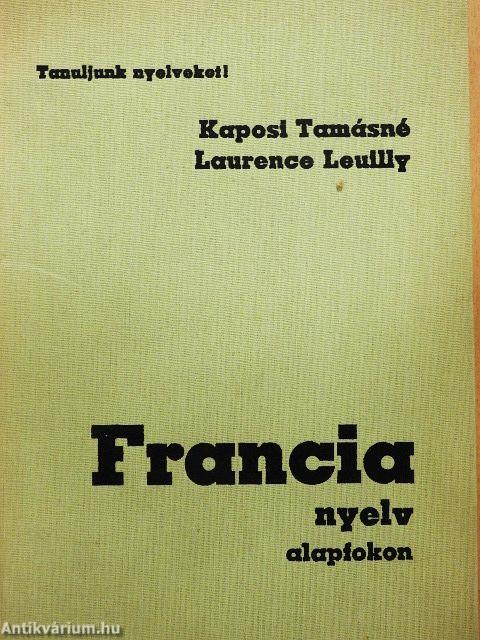 Tanuljunk nyelveket!
Kaposi Tamásné
Laurence Leuilly
Francia
nyelv
alapfokon
Antikvárium.hu